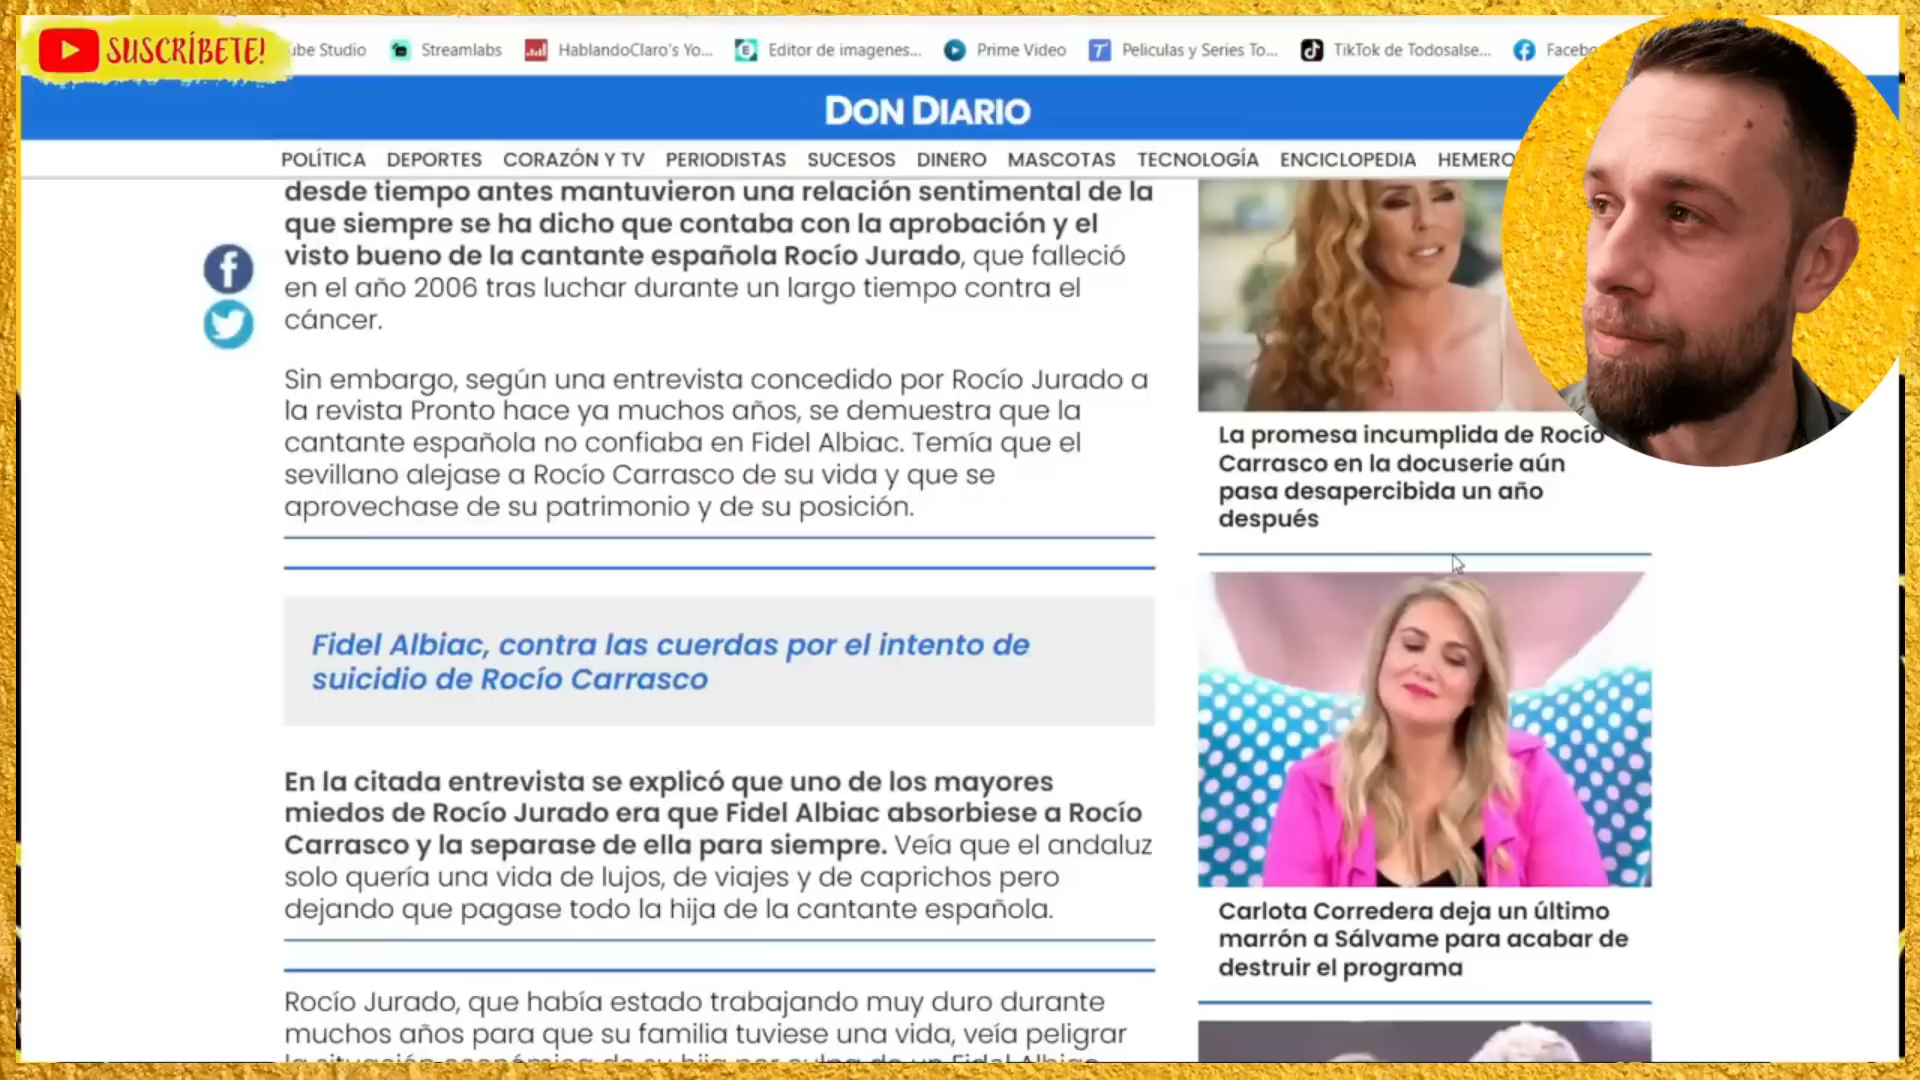 SUSCRÍBETE!
ube Studio
Streamlabs
HablandoClaro's Yo...
Editor de imagenes...
Prime Video
Peliculas y Series To...
TikTok de Todosalse...
Facebo
DON DIARIO
POLÍTICA DEPORTES CORAZÓN Y TV PERIODISTAS SUCESOS DINERO MASCOTAS TECNOLOGÍA ENCICLOPEDIA HEMERO
desde tiempo antes mantuvieron una relación sentimental de la
que siempre se ha dicho que contaba con la aprobación y el
visto bueno de la cantante española Rocío Jurado, que falleció
en el año 2006 tras luchar durante un largo tiempo contra el
cáncer.
Sin embargo, según una entrevista concedido por Rocío Jurado a
la revista Pronto hace ya muchos años, se demuestra que la
cantante española no confiaba en Fidel Albiac. Temía que el
sevillano alejase a Rocío Carrasco de su vida y que se
aprovechase de su patrimonio y de su posición.
Fidel Albiac, contra las cuerdas por el intento de
suicidio de Rocío Carrasco
En la citada entrevista se explicó que uno de los mayores
miedos de Rocío Jurado era que Fidel Albiac absorbiese a Rocío
Carrasco y la separase de ella para siempre. Veía que el andaluz
solo quería una vida de lujos, de viajes y de caprichos pero
dejando que pagase todo la hija de la cantante española.
Rocío Jurado, que había estado trabajando muy duro durante
muchos años para que su familia tuviese una vida, veía peligrar
la situación económica de su hija por culpa de un Fidel Albiac
La promesa incumplida de Rocío
Carrasco en la docuserie aún
pasa desapercibida un año
después
Carlota Corredera deja un último
marrón a Sálvame para acabar de
destruir el programa